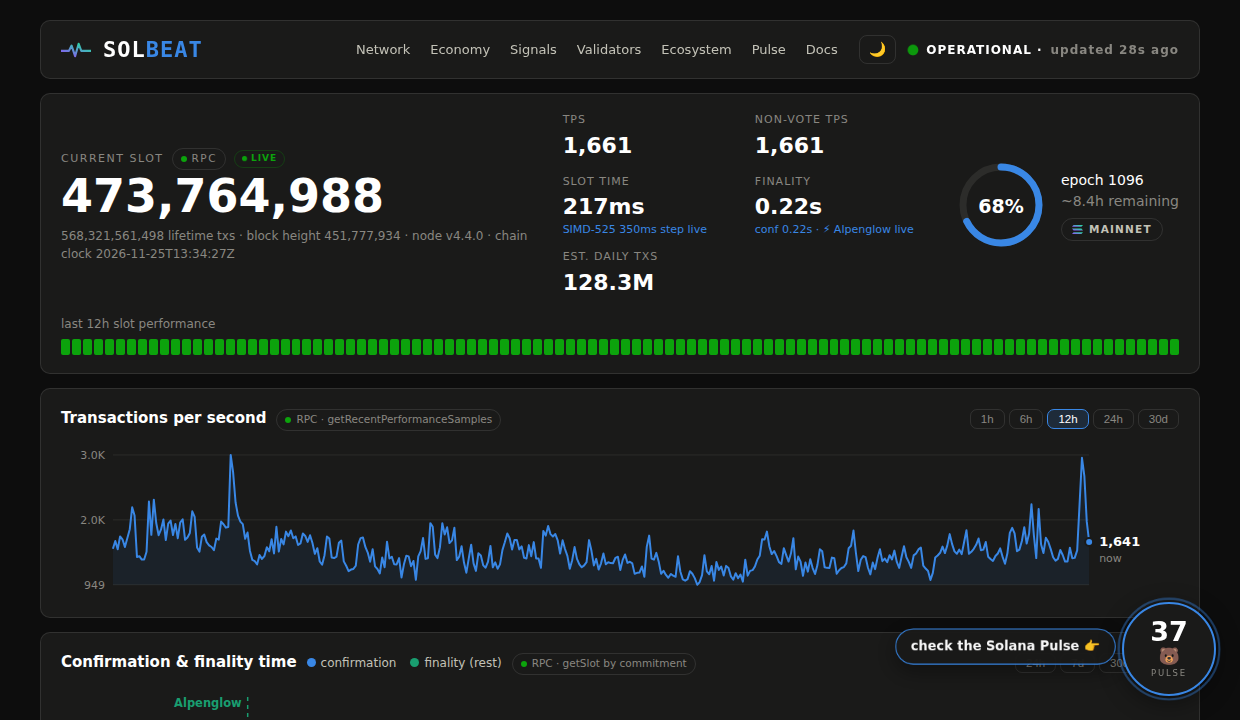 SOLBEAT
Network Economy Signals Validators Ecosystem Pulse Docs
OPERATIONAL · updated 28s ago
CURRENT SLOT RPC LIVE
473,764,988
568,321,561,498 lifetime txs · block height 451,777,934 · node v4.4.0 · chain
clock 2026-11-25T13:34:27Z
TPS
1,661
NON-VOTE TPS
1,661
SLOT TIME
217ms
SIMD-525 350ms step live
FINALITY
0.22s
conf 0.22s · ⚡ Alpenglow live
EST. DAILY TXS
128.3M
68%
epoch 1096
~8.4h remaining
MAINNET
last 12h slot performance
Transactions per second RPC · getRecentPerformanceSamples
1h 6h 12h 24h 30d
3.0K
2.0K
949
1,641
now
Confirmation & finality time confirmation finality (rest) RPC · getSlot by commitment
Alpenglow
check the Solana Pulse 👉
37
PULSE